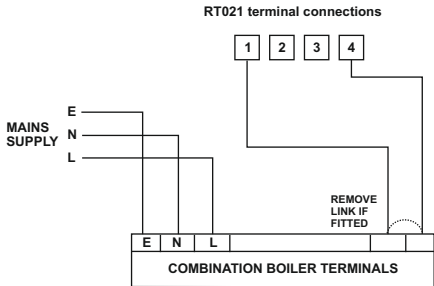 RT021 terminal connections
1 2 3 4
E
MAINS
SUPPLY
N
L
REMOVE
LINK IF
FITTED
E N L
COMBINATION BOILER TERMINALS